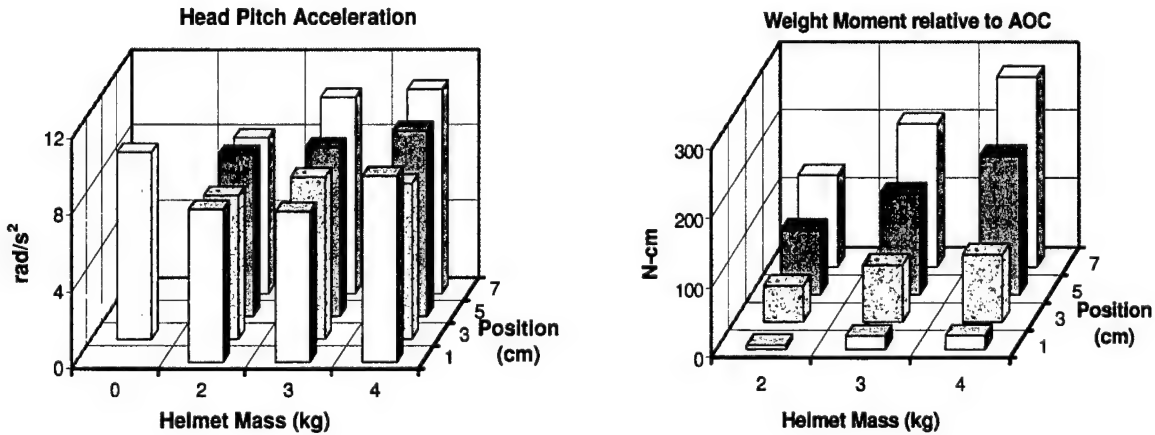 Head Pitch Acceleration
12
8
4
0
rad/s²
0
2
3
4
Helmet Mass (kg)
7
5
3
1
Position
(cm)
Weight Moment relative to AOC
300
200
100
0
N-cm
2
3
4
Helmet Mass (kg)
7
5
3
1
Position
(cm)